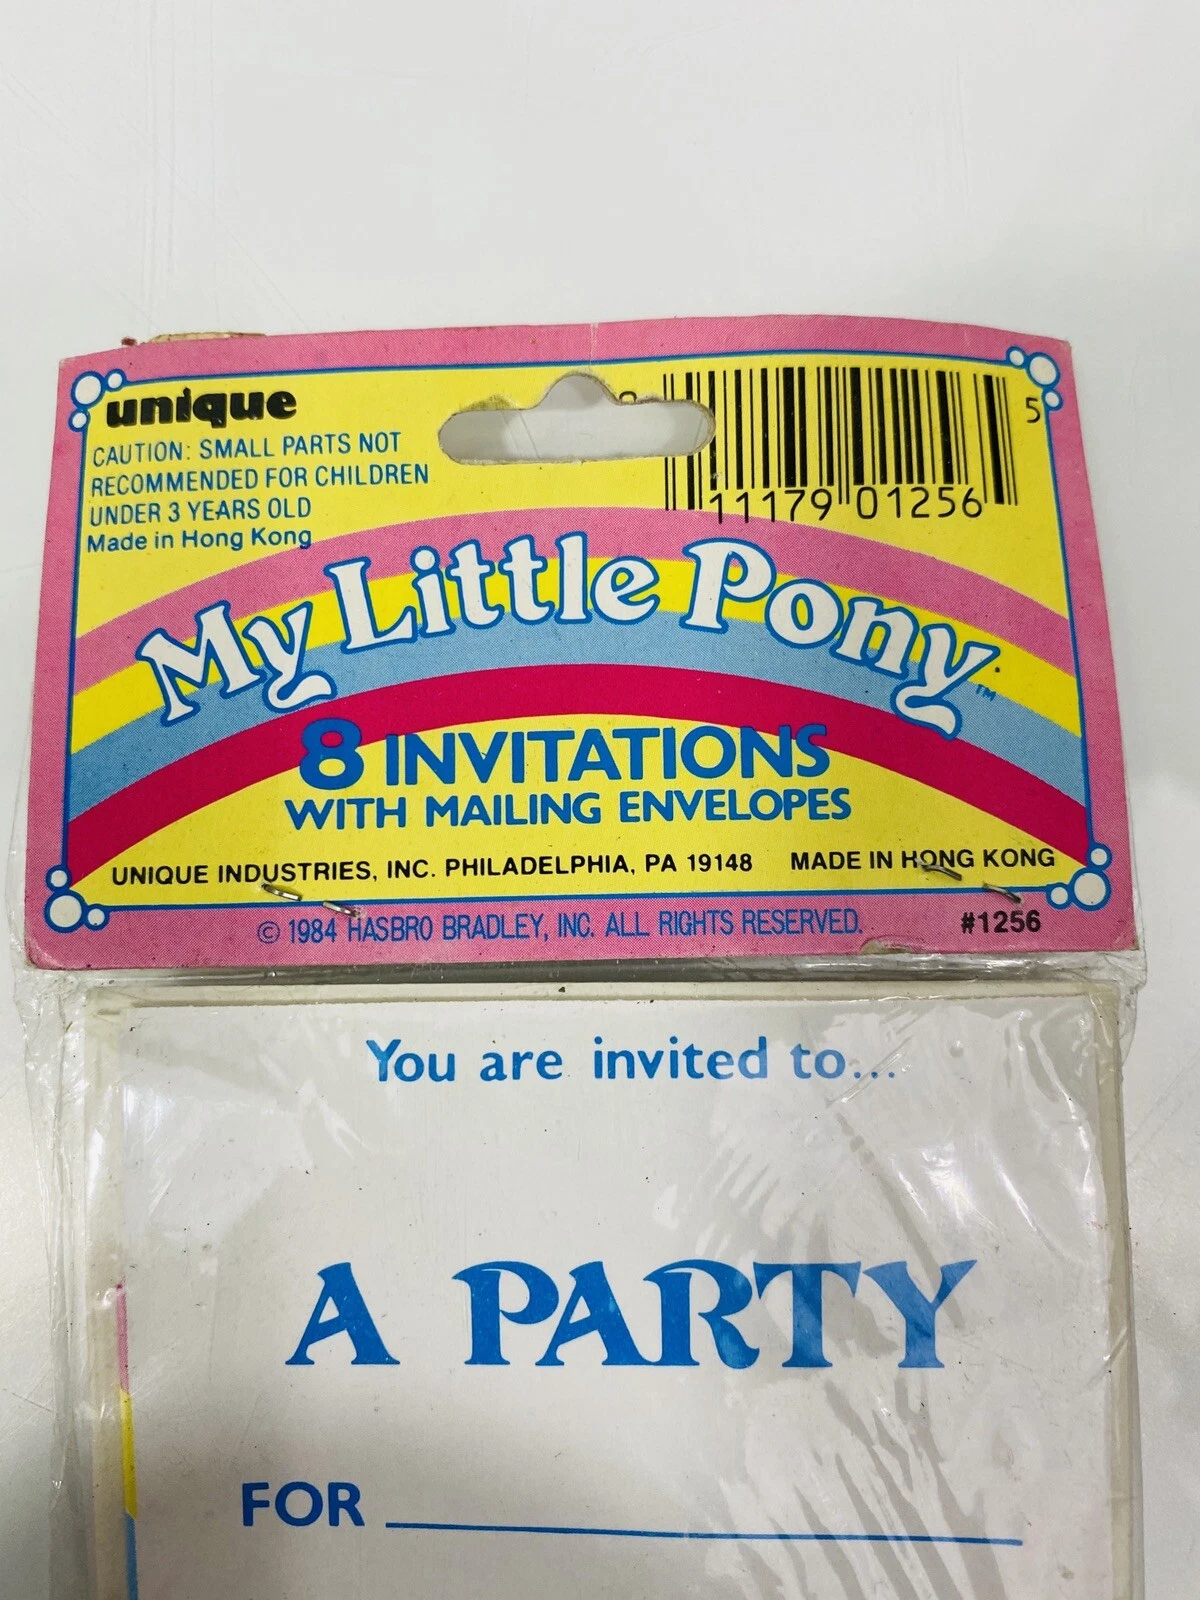 unique
CAUTION: SMALL PARTS NOT
RECOMMENDED FOR CHILDREN
UNDER 3 YEARS OLD
Made in Hong Kong
11179 01256 5
My Little Pony™
8 INVITATIONS
WITH MAILING ENVELOPES
UNIQUE INDUSTRIES, INC. PHILADELPHIA, PA 19148 MADE IN HONG KONG
© 1984 HASBRO BRADLEY, INC. ALL RIGHTS RESERVED. #1256
You are invited to...
A PARTY
FOR